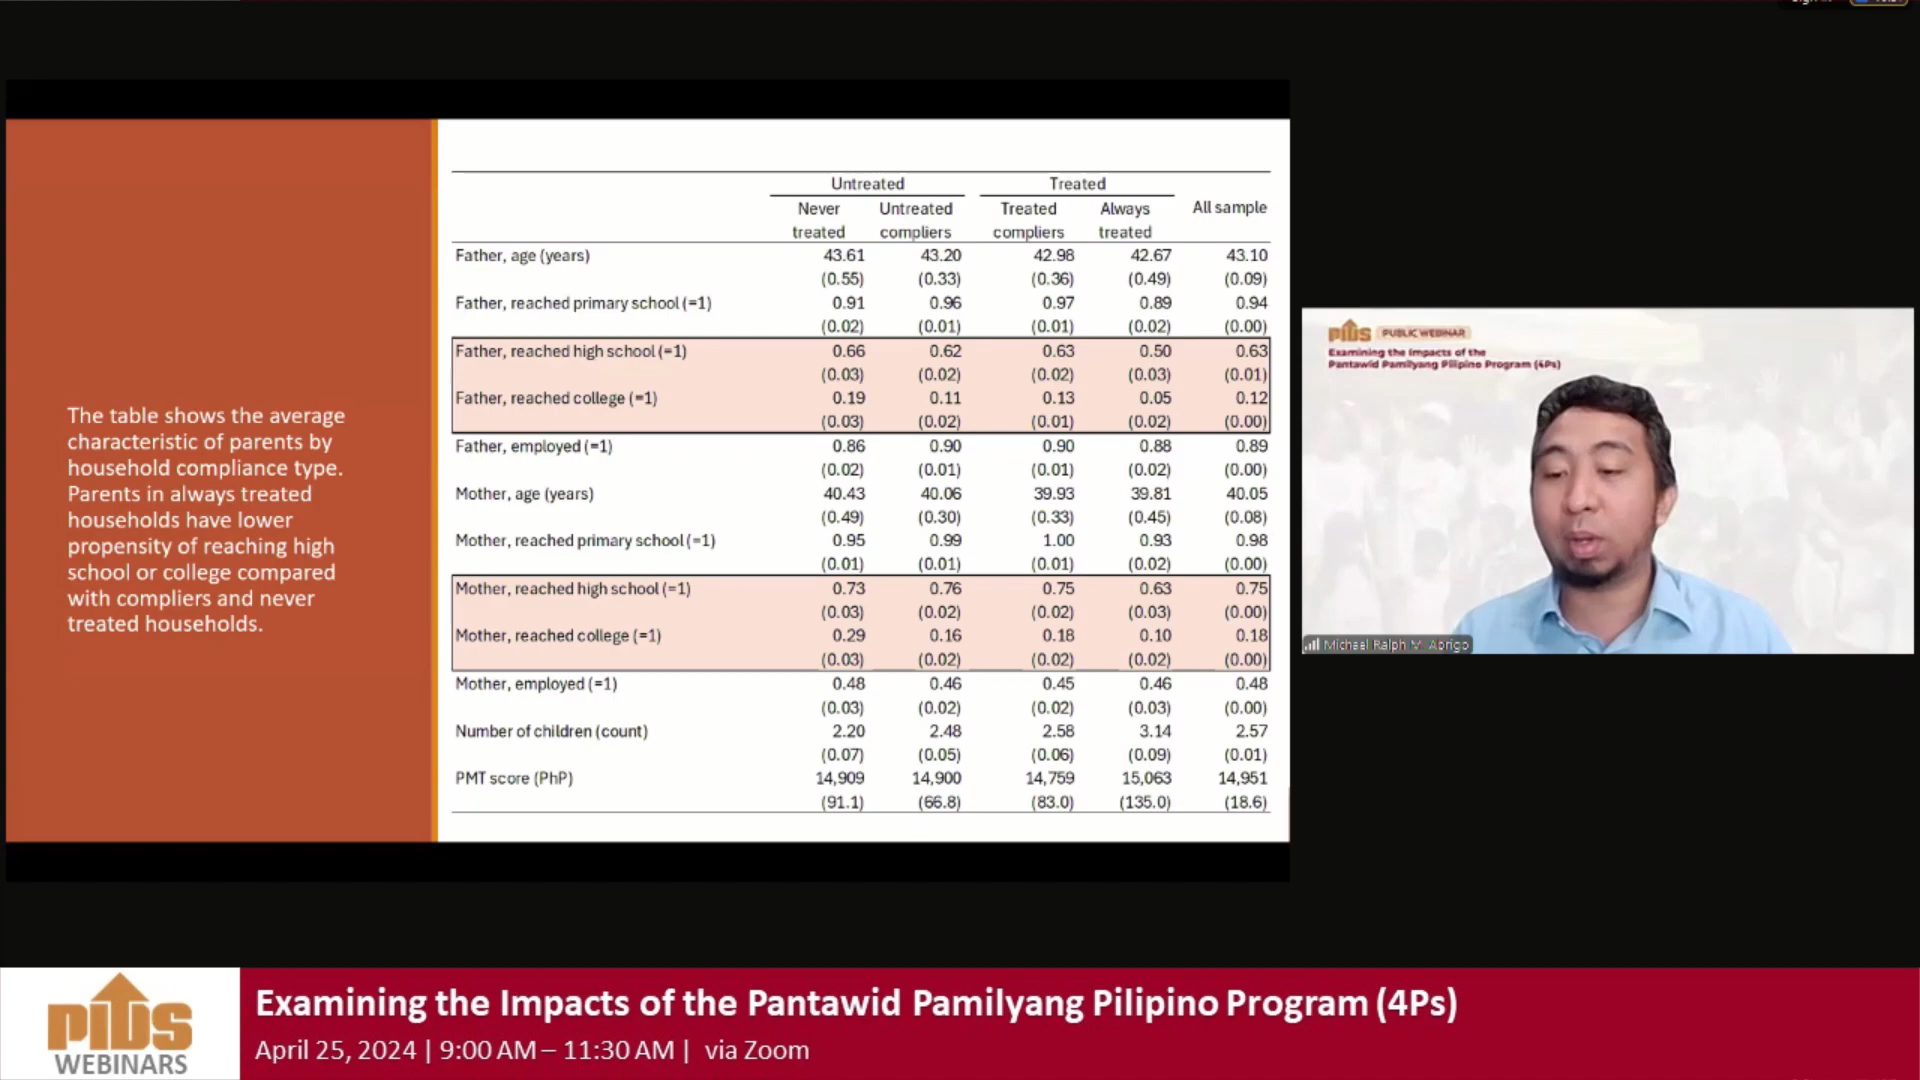 The table shows the average
characteristic of parents by
household compliance type.
Parents in always treated
households have lower
propensity of reaching high
school or college compared
with compliers and never
treated households.
Untreated Treated
Never treated Untreated compliers Treated compliers Always treated All sample
Father, age (years) 43.61 43.20 42.98 42.67 43.10
(0.55) (0.33) (0.36) (0.49) (0.09)
Father, reached primary school (=1) 0.91 0.96 0.97 0.89 0.94
(0.02) (0.01) (0.01) (0.02) (0.00)
Father, reached high school (=1) 0.66 0.62 0.63 0.50 0.63
(0.03) (0.02) (0.02) (0.03) (0.01)
Father, reached college (=1) 0.19 0.11 0.13 0.05 0.12
(0.03) (0.02) (0.01) (0.02) (0.00)
Father, employed (=1) 0.86 0.90 0.90 0.88 0.89
(0.02) (0.01) (0.01) (0.02) (0.00)
Mother, age (years) 40.43 40.06 39.93 39.81 40.05
(0.49) (0.30) (0.33) (0.45) (0.08)
Mother, reached primary school (=1) 0.95 0.99 1.00 0.93 0.98
(0.01) (0.01) (0.01) (0.02) (0.00)
Mother, reached high school (=1) 0.73 0.76 0.75 0.63 0.75
(0.03) (0.02) (0.02) (0.03) (0.00)
Mother, reached college (=1) 0.29 0.16 0.18 0.10 0.18
(0.03) (0.02) (0.02) (0.02) (0.00)
Mother, employed (=1) 0.48 0.46 0.45 0.46 0.48
(0.03) (0.02) (0.02) (0.03) (0.00)
Number of children (count) 2.20 2.48 2.58 3.14 2.57
(0.07) (0.05) (0.06) (0.09) (0.01)
PMT score (PhP) 14,909 14,900 14,759 15,063 14,951
(91.1) (66.8) (83.0) (135.0) (18.6)
PIDS PUBLIC WEBINAR
Examining the Impacts of the
Pantawid Pamilyang Pilipino Program (4Ps)
Michael Ralph M. Abrigo
PIDS
WEBINARS
Examining the Impacts of the Pantawid Pamilyang Pilipino Program (4Ps)
April 25, 2024 | 9:00 AM – 11:30 AM | via Zoom